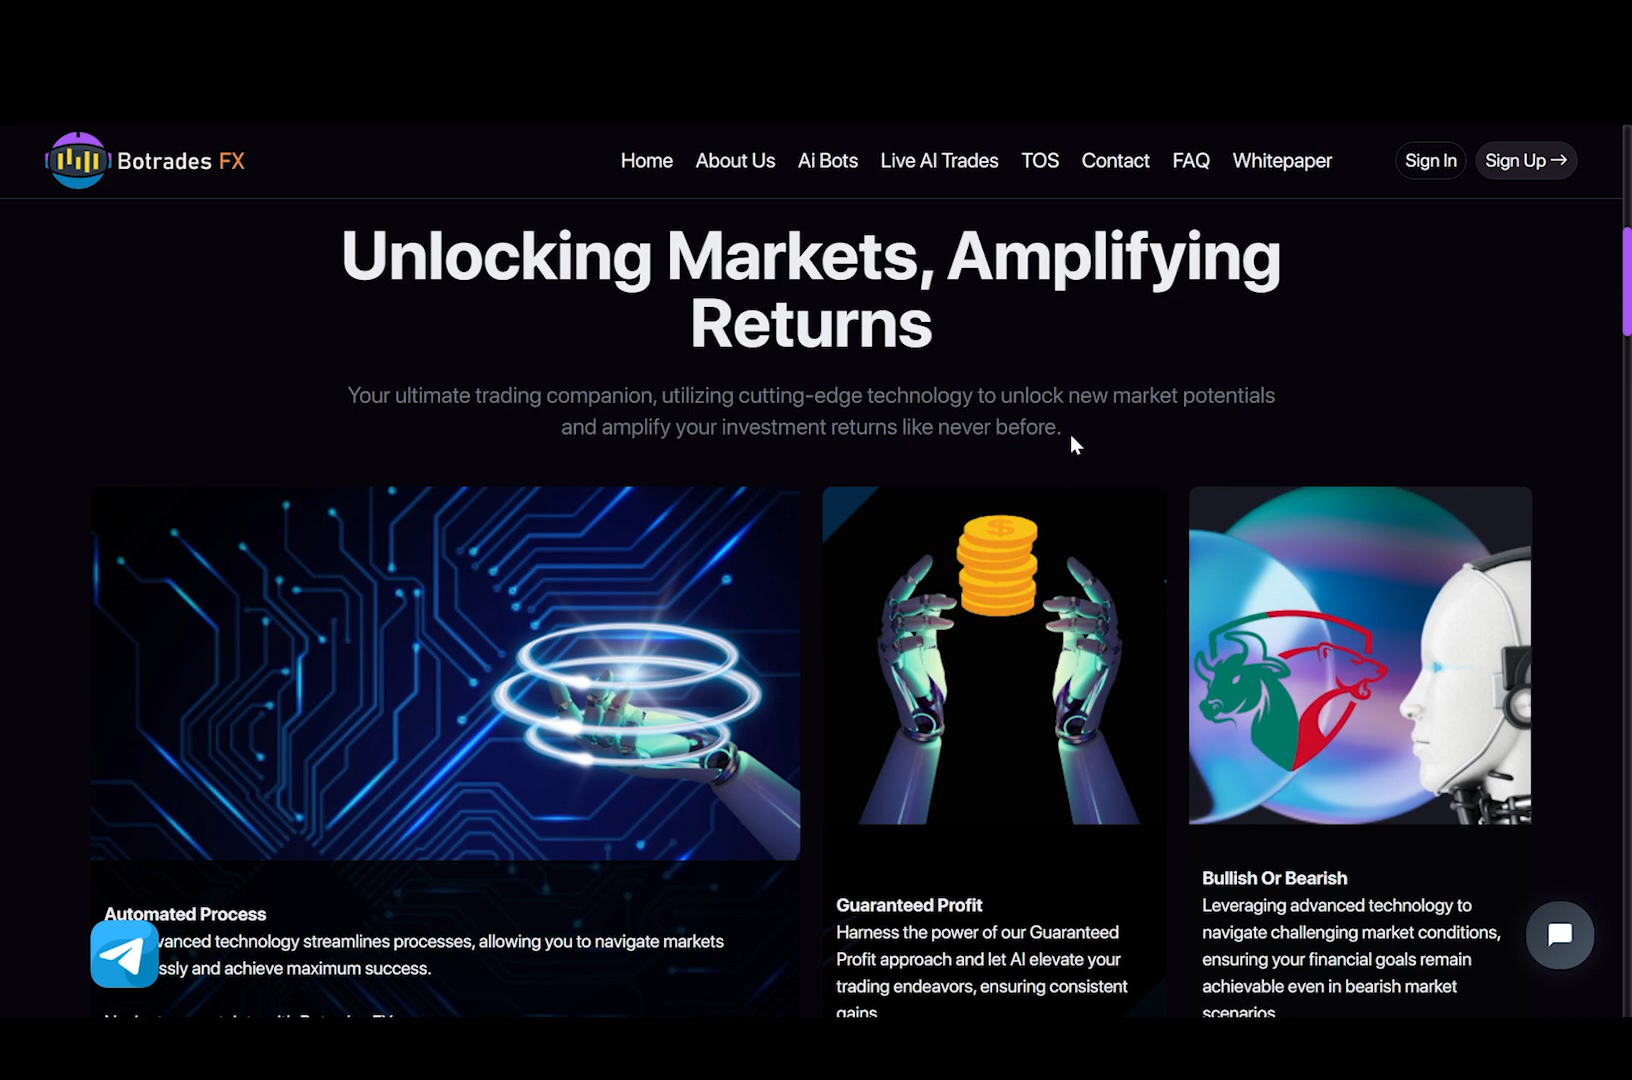 Botrades FX
Home About Us Ai Bots Live AI Trades TOS Contact FAQ Whitepaper Sign In Sign Up →
Unlocking Markets, Amplifying
Returns
Your ultimate trading companion, utilizing cutting-edge technology to unlock new market potentials
and amplify your investment returns like never before.
Automated Process
technology streamlines processes, allowing you to navigate markets
and achieve maximum success.
Guaranteed Profit
Harness the power of our Guaranteed
Profit approach and let AI elevate your
trading endeavors, ensuring consistent
gains
Bullish Or Bearish
Leveraging advanced technology to
navigate challenging market conditions,
ensuring your financial goals remain
achievable even in bearish market
scenarios